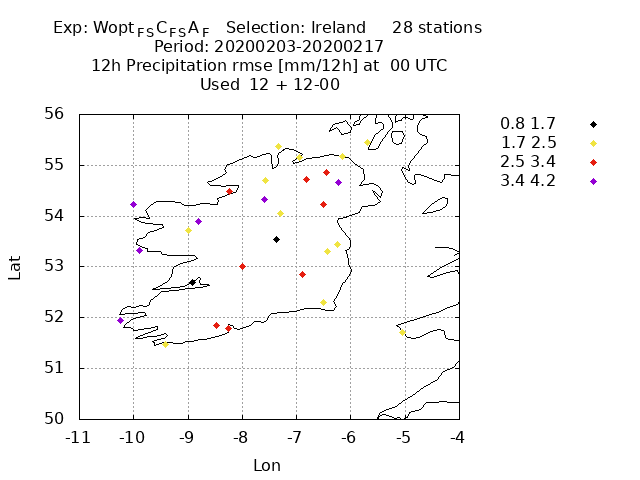 Exp: Wopt FS C FS A F   Selection: Ireland     28 stations
Period: 20200203-20200217
12h Precipitation rmse [mm/12h] at  00 UTC
Used  12 + 12-00
0.8 1.7
1.7 2.5
2.5 3.4
3.4 4.2
56
55
54
53
52
51
50
Lat
-11 -10 -9 -8 -7 -6 -5 -4
Lon